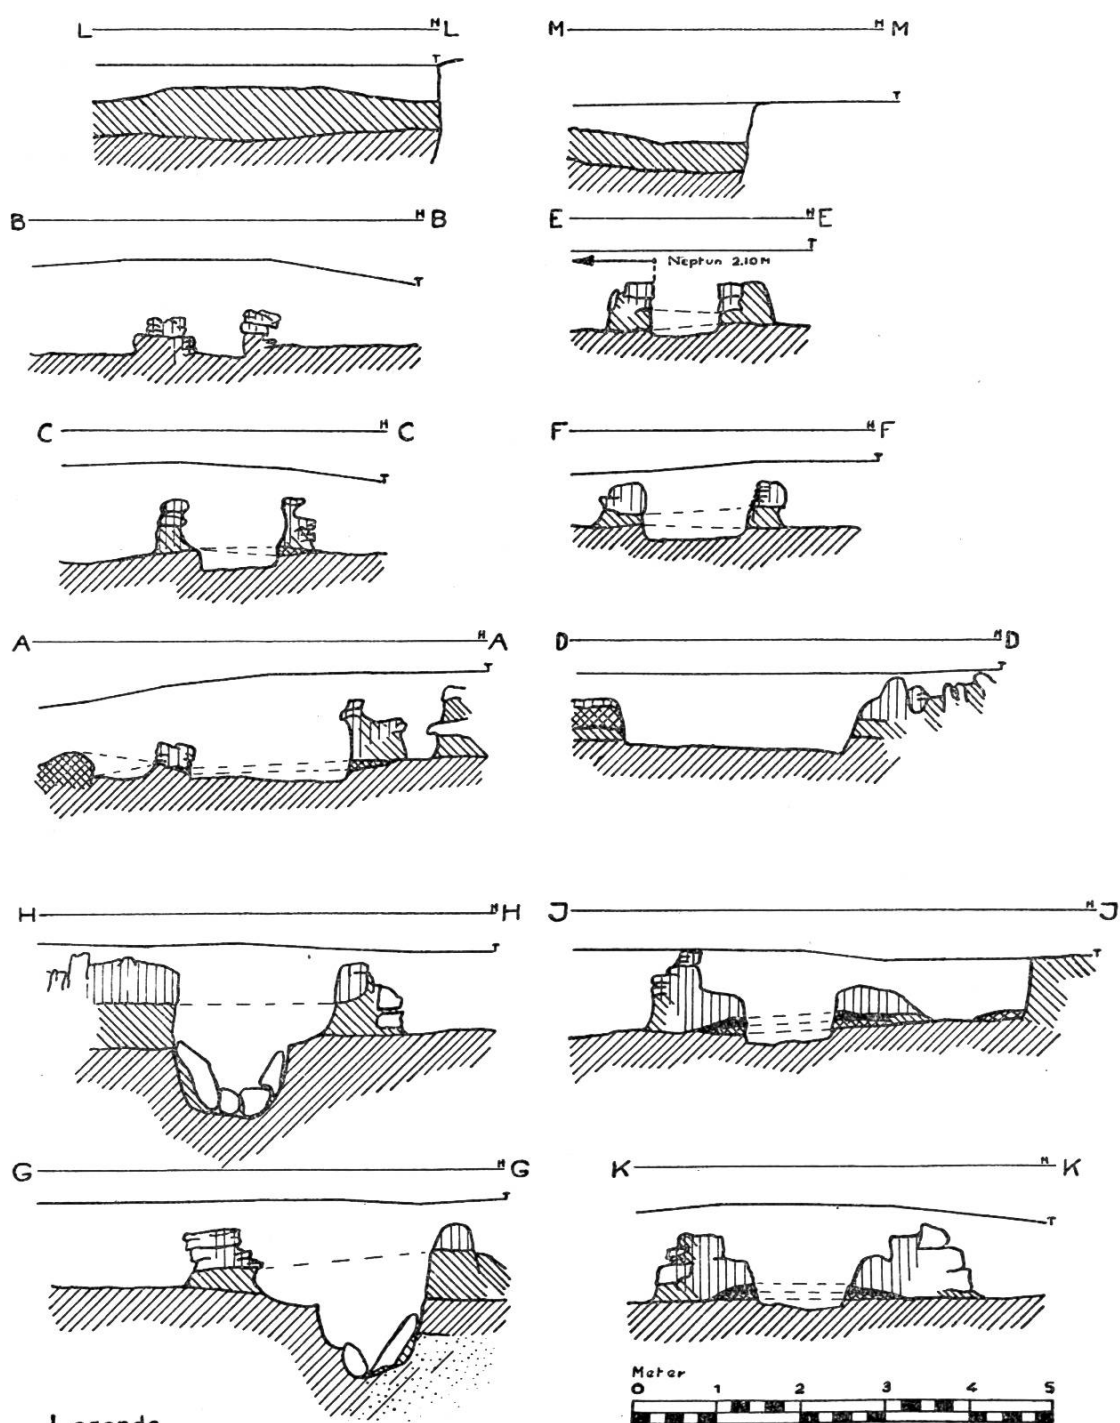 L H L
T
M H M
T
B H B
T
E H E
T
Neptun 2.10 M
C H C
T
F H F
T
A H A
T
D H D
T
H H H
T
J H J
T
G H G
T
K H K
T
Meter
0 1 2 3 4 5